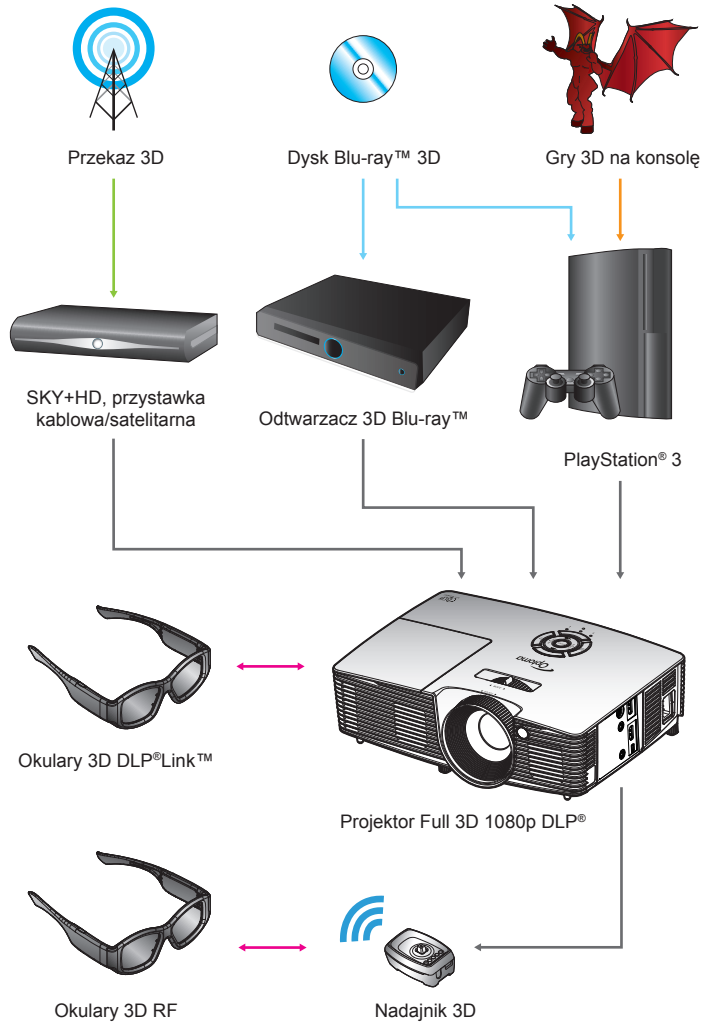 Przekaz 3D
Dysk Blu-ray™ 3D
Gry 3D na konsolę
SKY+HD, przystawka
kablowa/satelitarna
Odtwarzacz 3D Blu-ray™
PlayStation® 3
Optoma
Okulary 3D DLP®Link™
Projektor Full 3D 1080p DLP®
Okulary 3D RF
Nadajnik 3D